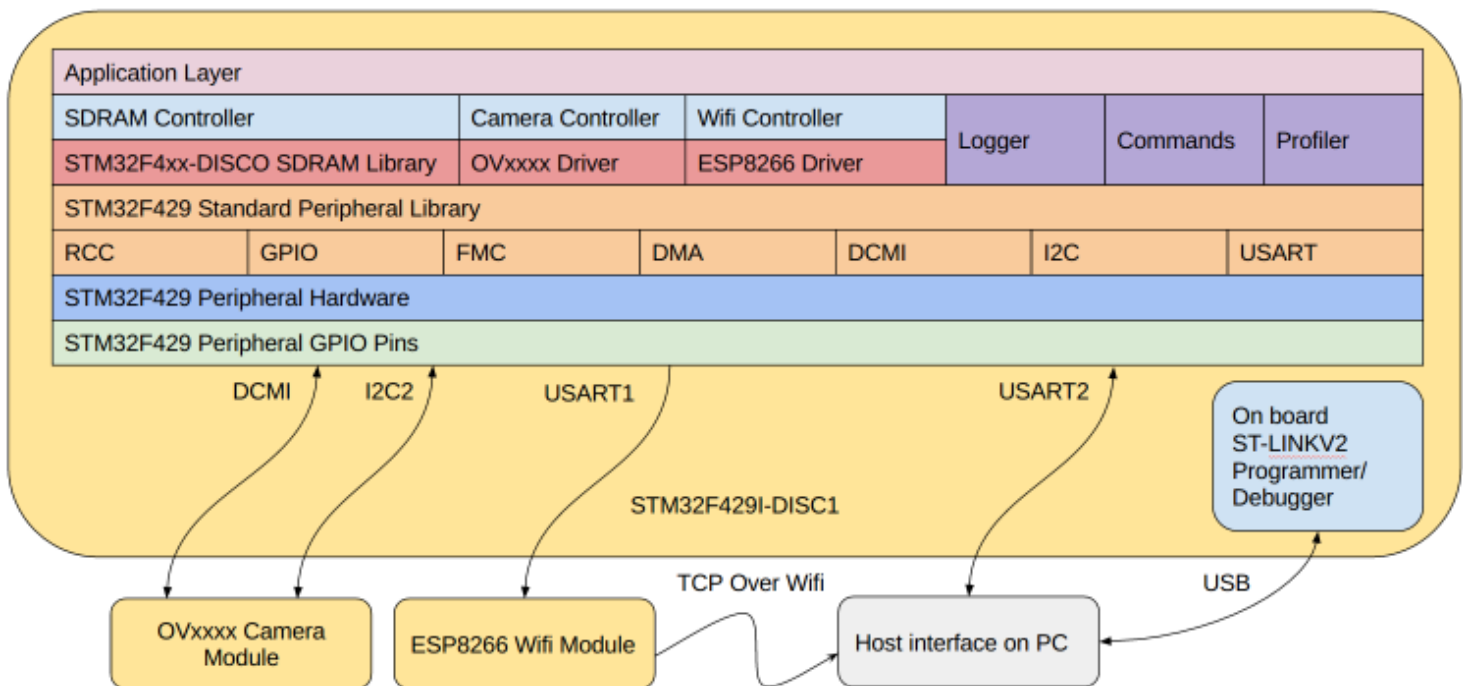 Application Layer
SDRAM Controller
Camera Controller
Wifi Controller
Logger
Commands
Profiler
STM32F4xx-DISCO SDRAM Library
OVxxxx Driver
ESP8266 Driver
STM32F429 Standard Peripheral Library
RCC
GPIO
FMC
DMA
DCMI
I2C
USART
STM32F429 Peripheral Hardware
STM32F429 Peripheral GPIO Pins
DCMI
I2C2
USART1
USART2
On board
ST-LINKV2
Programmer/
Debugger
STM32F429I-DISC1
TCP Over Wifi
USB
OVxxxx Camera
Module
ESP8266 Wifi Module
Host interface on PC